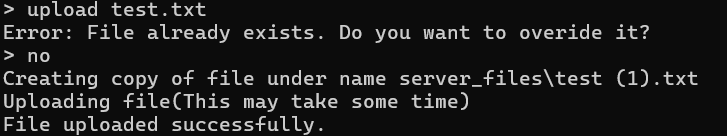 > upload test.txt
Error: File already exists. Do you want to overide it?
> no
Creating copy of file under name server_files\test (1).txt
Uploading file(This may take some time)
File uploaded successfully.